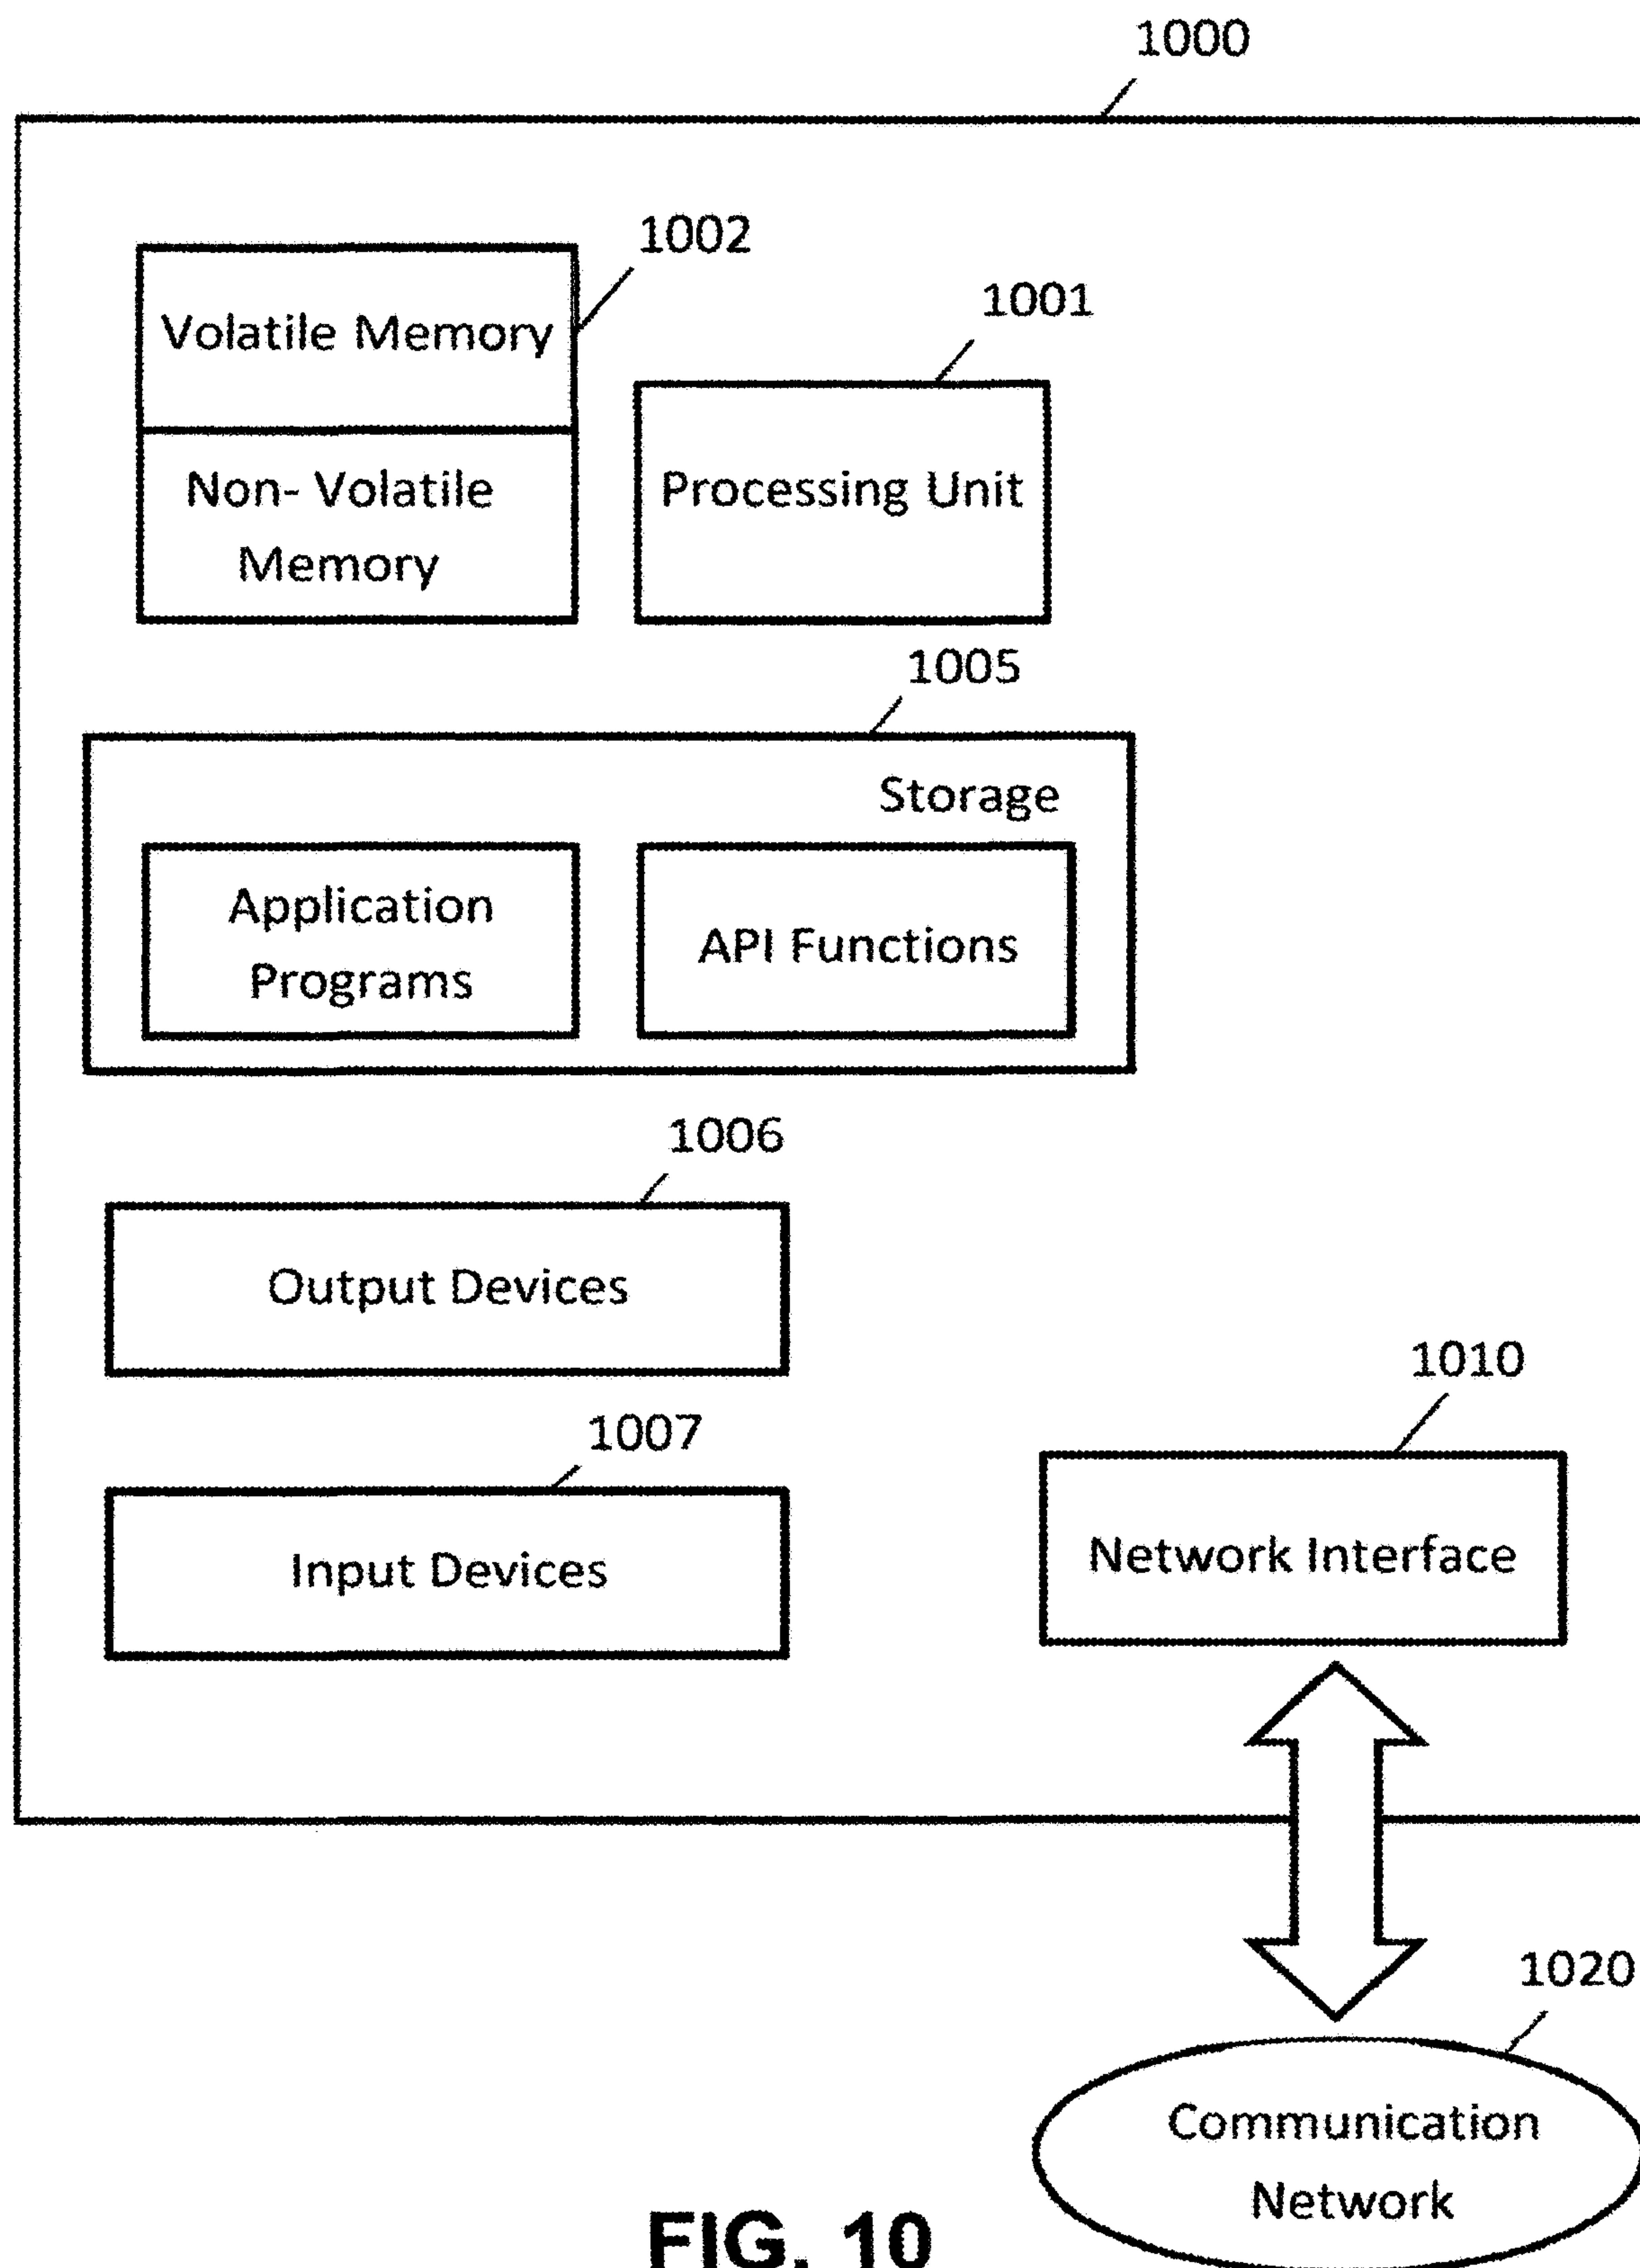 1000
1002
Volatile Memory
Non- Volatile
Memory
1001
Processing Unit
1005
Storage
Application
Programs
API Functions
1006
Output Devices
1007
Input Devices
1010
Network Interface
1020
Communication
Network
FIG. 10